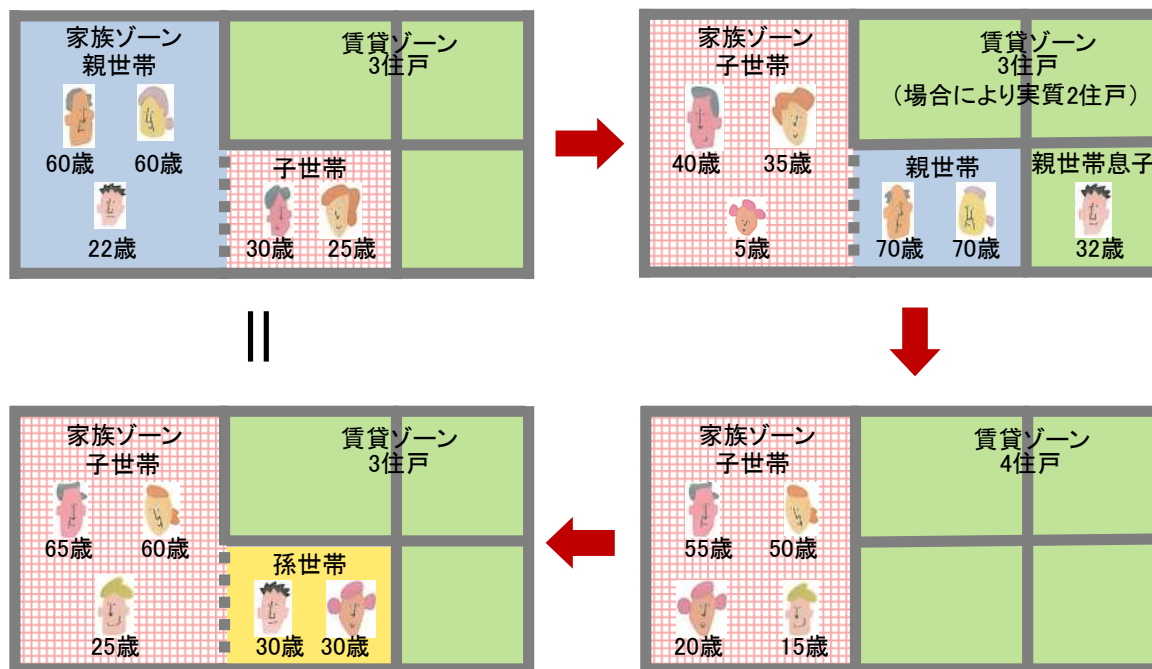 家族ゾーン
親世帯
60歳
60歳
22歳
賃貸ゾーン
3住戸
子世帯
30歳
25歳
家族ゾーン
子世帯
40歳
35歳
5歳
賃貸ゾーン
3住戸
（場合により実質2住戸）
親世帯
70歳
70歳
親世帯息子
32歳
家族ゾーン
子世帯
65歳
60歳
25歳
賃貸ゾーン
3住戸
孫世帯
30歳
30歳
家族ゾーン
子世帯
55歳
50歳
20歳
15歳
賃貸ゾーン
4住戸